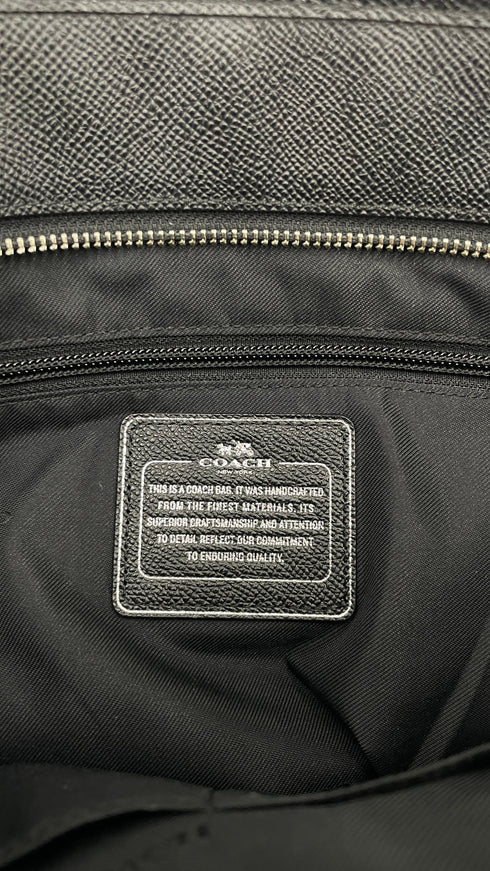 COACH
NEW YORK
THIS IS A COACH BAG. IT WAS HANDCRAFTED
FROM THE FINEST MATERIALS. ITS
SUPERIOR CRAFTSMANSHIP AND ATTENTION
TO DETAIL REFLECT OUR COMMITMENT
TO ENDURING QUALITY.